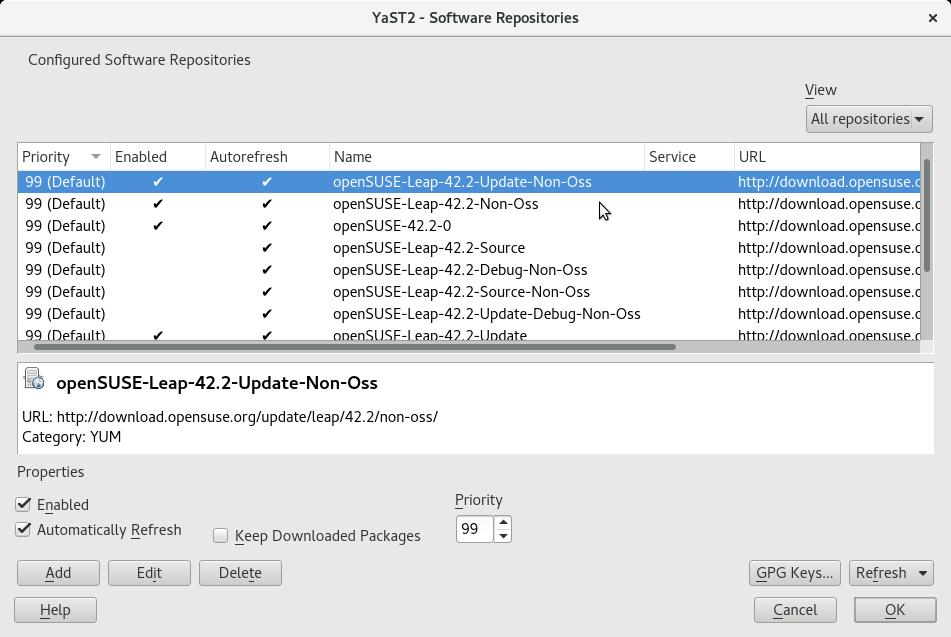 YaST2 - Software Repositories
Configured Software Repositories
View
All repositories
Priority Enabled Autorefresh Name Service URL
99 (Default) ✔ ✔ openSUSE-Leap-42.2-Update-Non-Oss http://download.opensuse.o
99 (Default) ✔ ✔ openSUSE-Leap-42.2-Non-Oss http://download.opensuse.o
99 (Default) ✔ ✔ openSUSE-42.2-0 http://download.opensuse.o
99 (Default) ✔ openSUSE-Leap-42.2-Source http://download.opensuse.o
99 (Default) ✔ openSUSE-Leap-42.2-Debug-Non-Oss http://download.opensuse.o
99 (Default) ✔ openSUSE-Leap-42.2-Source-Non-Oss http://download.opensuse.o
99 (Default) ✔ openSUSE-Leap-42.2-Update-Debug-Non-Oss http://download.opensuse.o
99 (Default) ✔ ✔ openSUSE-Leap-42.2-Update http://download.opensuse.o
openSUSE-Leap-42.2-Update-Non-Oss
URL: http://download.opensuse.org/update/leap/42.2/non-oss/
Category: YUM
Properties
Enabled
Automatically Refresh
Keep Downloaded Packages
Priority
99
Add Edit Delete GPG Keys... Refresh
Help Cancel OK